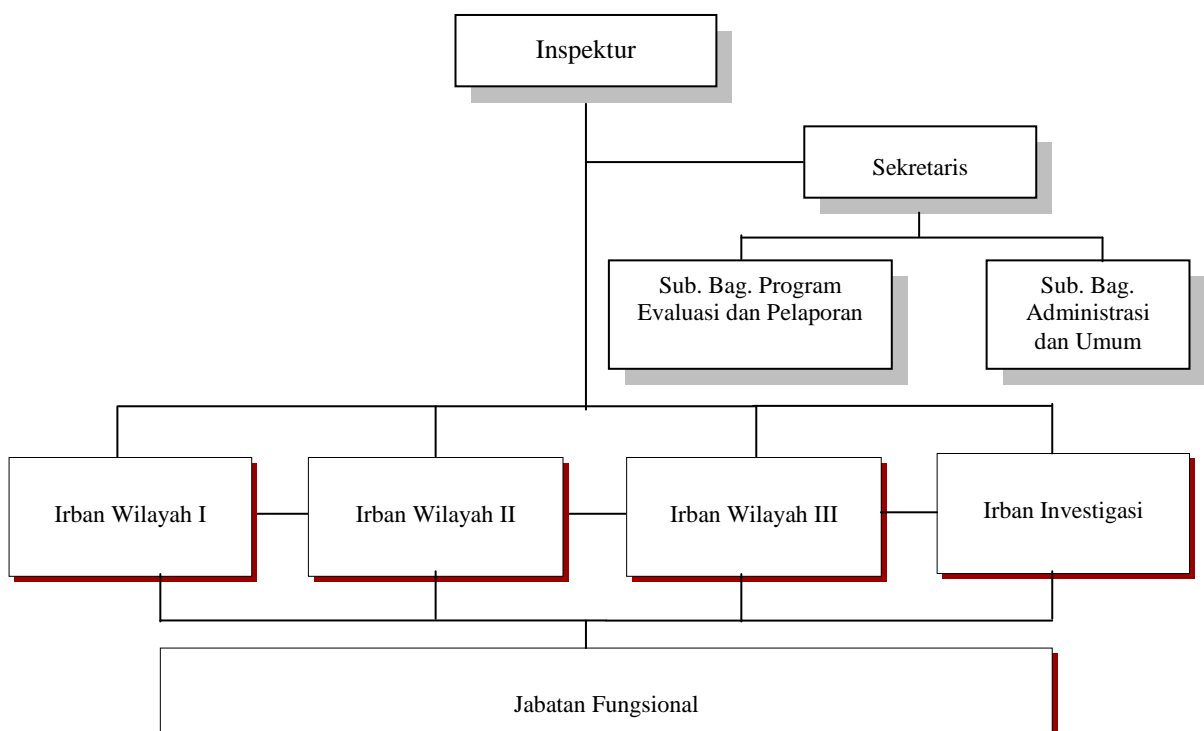 Inspektur
Sekretaris
Sub. Bag. Program
Evaluasi dan Pelaporan
Sub. Bag.
Administrasi
dan Umum
Irban Wilayah I
Irban Wilayah II
Irban Wilayah III
Irban Investigasi
Jabatan Fungsional